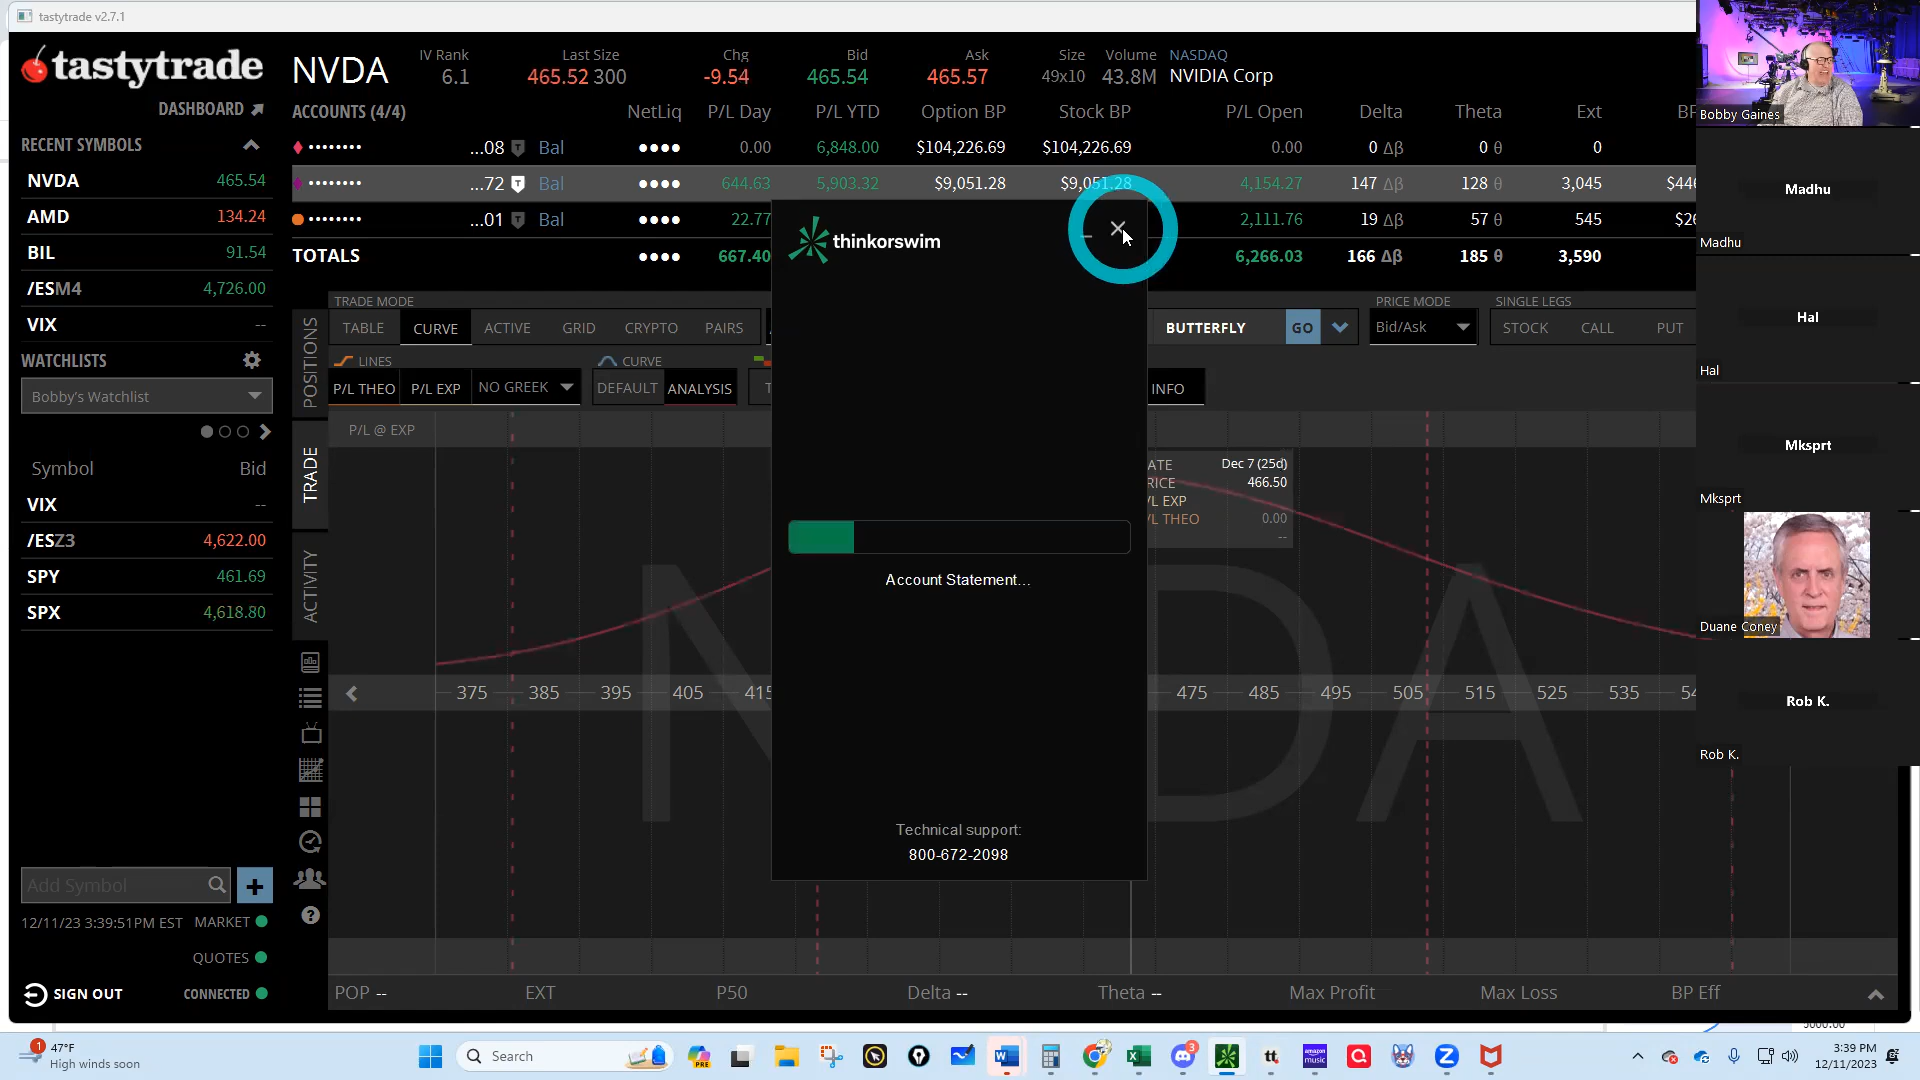 tastytrade v2.7.1
tastytrade
DASHBOARD
NVDA
IV Rank
6.1
Last Size
465.52 300
Chg
-9.54
Bid
465.54
Ask
465.57
Size
49x10
Volume
43.8M
NASDAQ
NVIDIA Corp
ACCOUNTS (4/4) NetLiq P/L Day P/L YTD Option BP Stock BP P/L Open Delta Theta Ext
...08 Bal 0.00 6,848.00 $104,226.69 $104,226.69 0.00 0 Δβ 0 θ 0
...72 Bal 644.63 5,903.32 $9,051.28 $9,051.28 4,154.27 147 Δβ 128 θ 3,045
...01 Bal 22.77 2,111.76 19 Δβ 57 θ 545
TOTALS 667.40 6,266.03 166 Δβ 185 θ 3,590
RECENT SYMBOLS
NVDA 465.54
AMD 134.24
BIL 91.54
/ESM4 4,726.00
VIX --
WATCHLISTS
Bobby's Watchlist
Symbol Bid
VIX --
/ESZ3 4,622.00
SPY 461.69
SPX 4,618.80
Add Symbol
12/11/23 3:39:51PM EST MARKET
QUOTES
SIGN OUT CONNECTED
POSITIONS
TRADE
ACTIVITY
TRADE MODE
TABLE CURVE ACTIVE GRID CRYPTO PAIRS
LINES CURVE
P/L THEO P/L EXP NO GREEK DEFAULT ANALYSIS
BUTTERFLY GO
PRICE MODE
Bid/Ask
SINGLE LEGS
STOCK CALL PUT
INFO
P/L @ EXP
Dec 7 (25d)
466.50
0.00
--
375 385 395 405 415 475 485 495 505 515 525 535
thinkorswim
Account Statement...
Technical support:
800-672-2098
POP -- EXT P50 Delta -- Theta -- Max Profit Max Loss BP Eff
Bobby Gaines
Madhu
Madhu
Hal
Hal
Mksprt
Mksprt
Duane Coney
Rob K.
Rob K.
1
47°F
High winds soon
Search
PRE
3
tt
amazon music
3:39 PM
12/11/2023